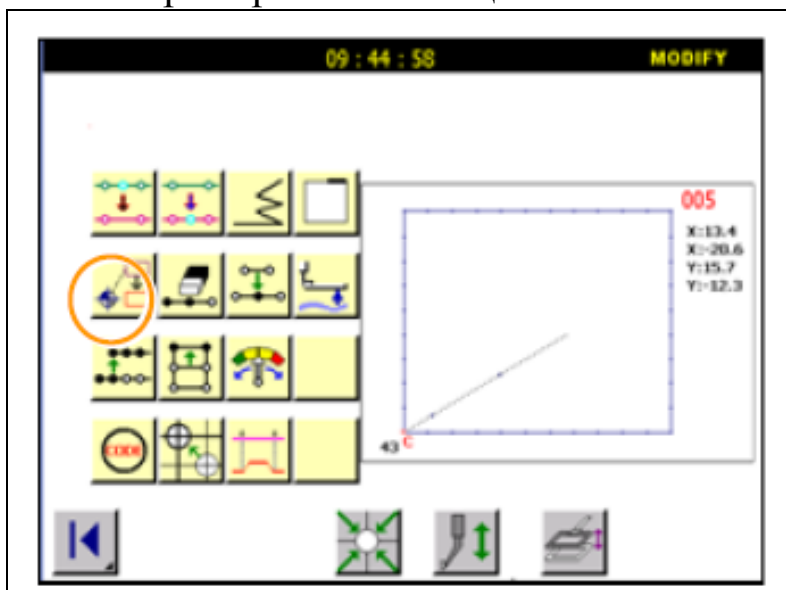 09 : 44 : 58 MODIFY
005
X:13.4
X:-20.6
Y:15.7
Y:-12.3
43 C
CODE